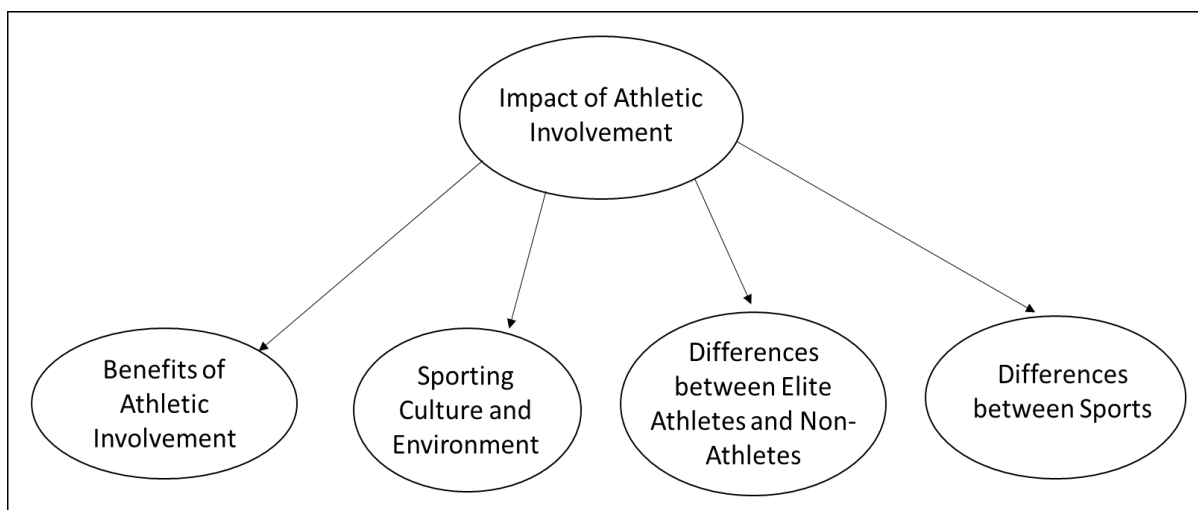 Impact of Athletic
Involvement
Benefits of
Athletic
Involvement
Sporting
Culture and
Environment
Differences
between Elite
Athletes and Non-
Athletes
Differences
between Sports